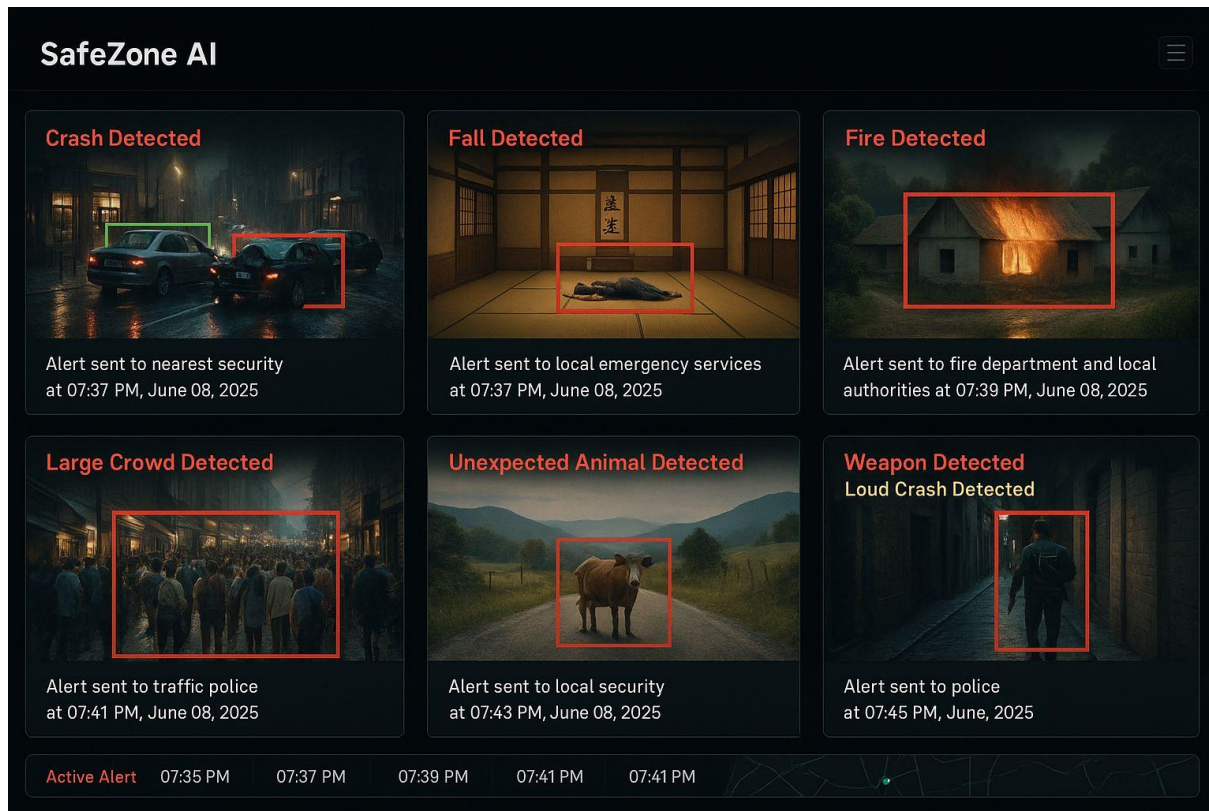 SafeZone AI
Crash Detected
Alert sent to nearest security
at 07:37 PM, June 08, 2025
Fall Detected
Alert sent to local emergency services
at 07:37 PM, June 08, 2025
Fire Detected
Alert sent to fire department and local
authorities at 07:39 PM, June 08, 2025
Large Crowd Detected
Alert sent to traffic police
at 07:41 PM, June 08, 2025
Unexpected Animal Detected
Alert sent to local security
at 07:43 PM, June 08, 2025
Weapon Detected
Loud Crash Detected
Alert sent to police
at 07:45 PM, June, 2025
Active Alert 07:35 PM 07:37 PM 07:39 PM 07:41 PM 07:41 PM